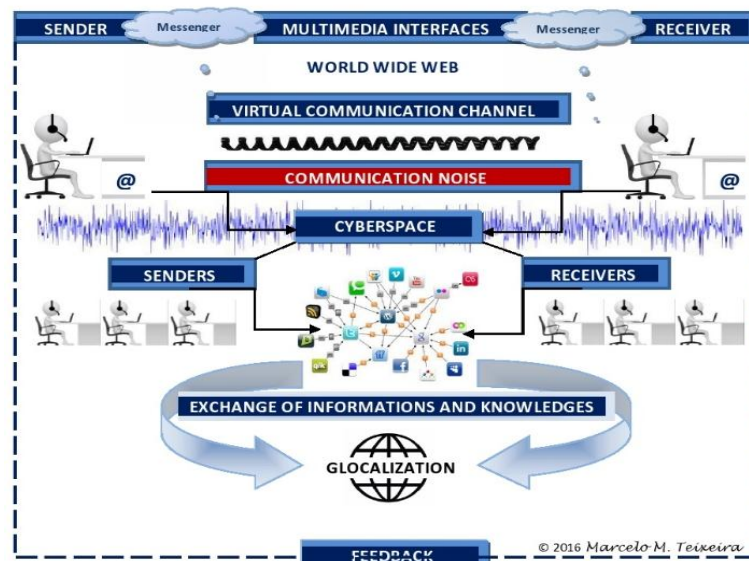 SENDER
Messenger
MULTIMEDIA INTERFACES
Messenger
RECEIVER
WORLD WIDE WEB
VIRTUAL COMMUNICATION CHANNEL
COMMUNICATION NOISE
@
@
CYBERSPACE
SENDERS
RECEIVERS
EXCHANGE OF INFORMATIONS AND KNOWLEDGES
GLOCALIZATION
© 2016 Marcelo M. Teixeira
FEEDBACK